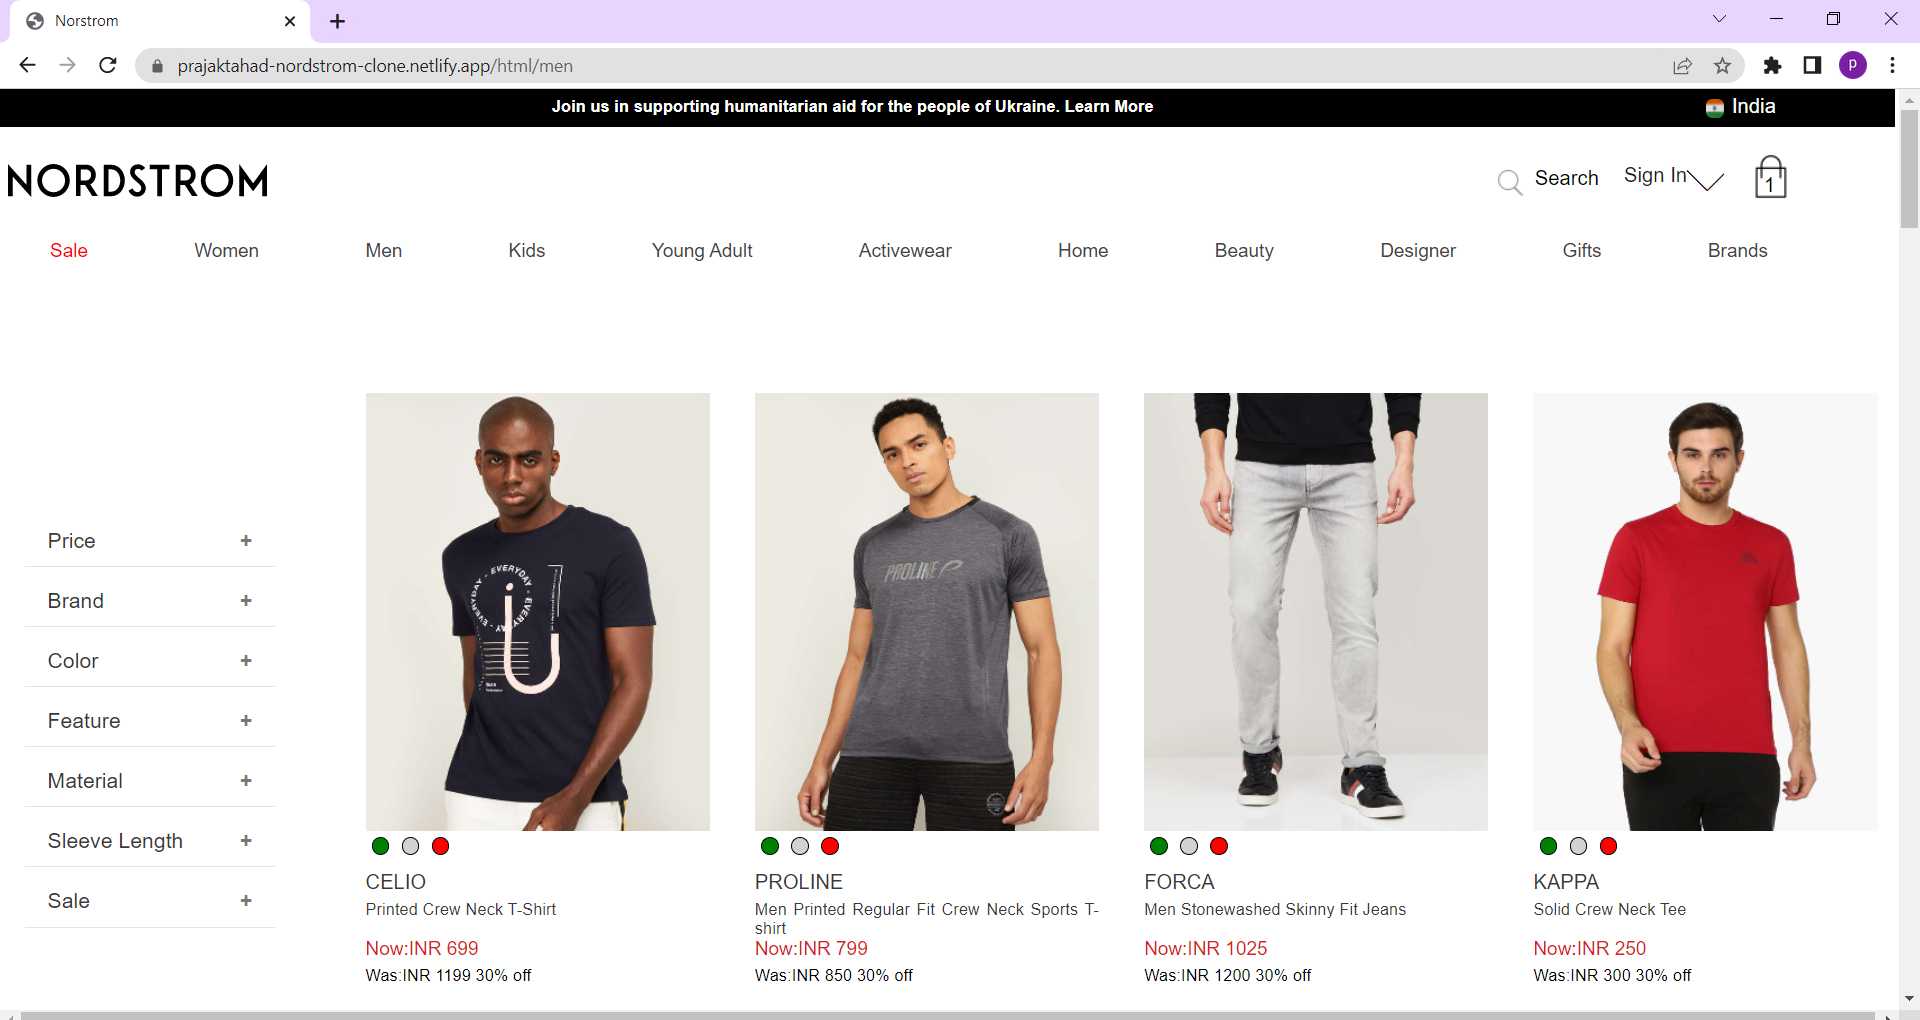 Norstrom
prajaktahad-nordstrom-clone.netlify.app/html/men
P
Join us in supporting humanitarian aid for the people of Ukraine. Learn More
India
NORDSTROM
Search
Sign In
1
Sale Women Men Kids Young Adult Activewear Home Beauty Designer Gifts Brands
Price +
Brand +
Color +
Feature +
Material +
Sleeve Length +
Sale +
EVERYDAY - EVERYDAY - EVERYDAY -
PROLINE
CELIO
Printed Crew Neck T-Shirt
Now:INR 699
Was:INR 1199 30% off
PROLINE
Men Printed Regular Fit Crew Neck Sports T-
shirt
Now:INR 799
Was:INR 850 30% off
FORCA
Men Stonewashed Skinny Fit Jeans
Now:INR 1025
Was:INR 1200 30% off
KAPPA
Solid Crew Neck Tee
Now:INR 250
Was:INR 300 30% off